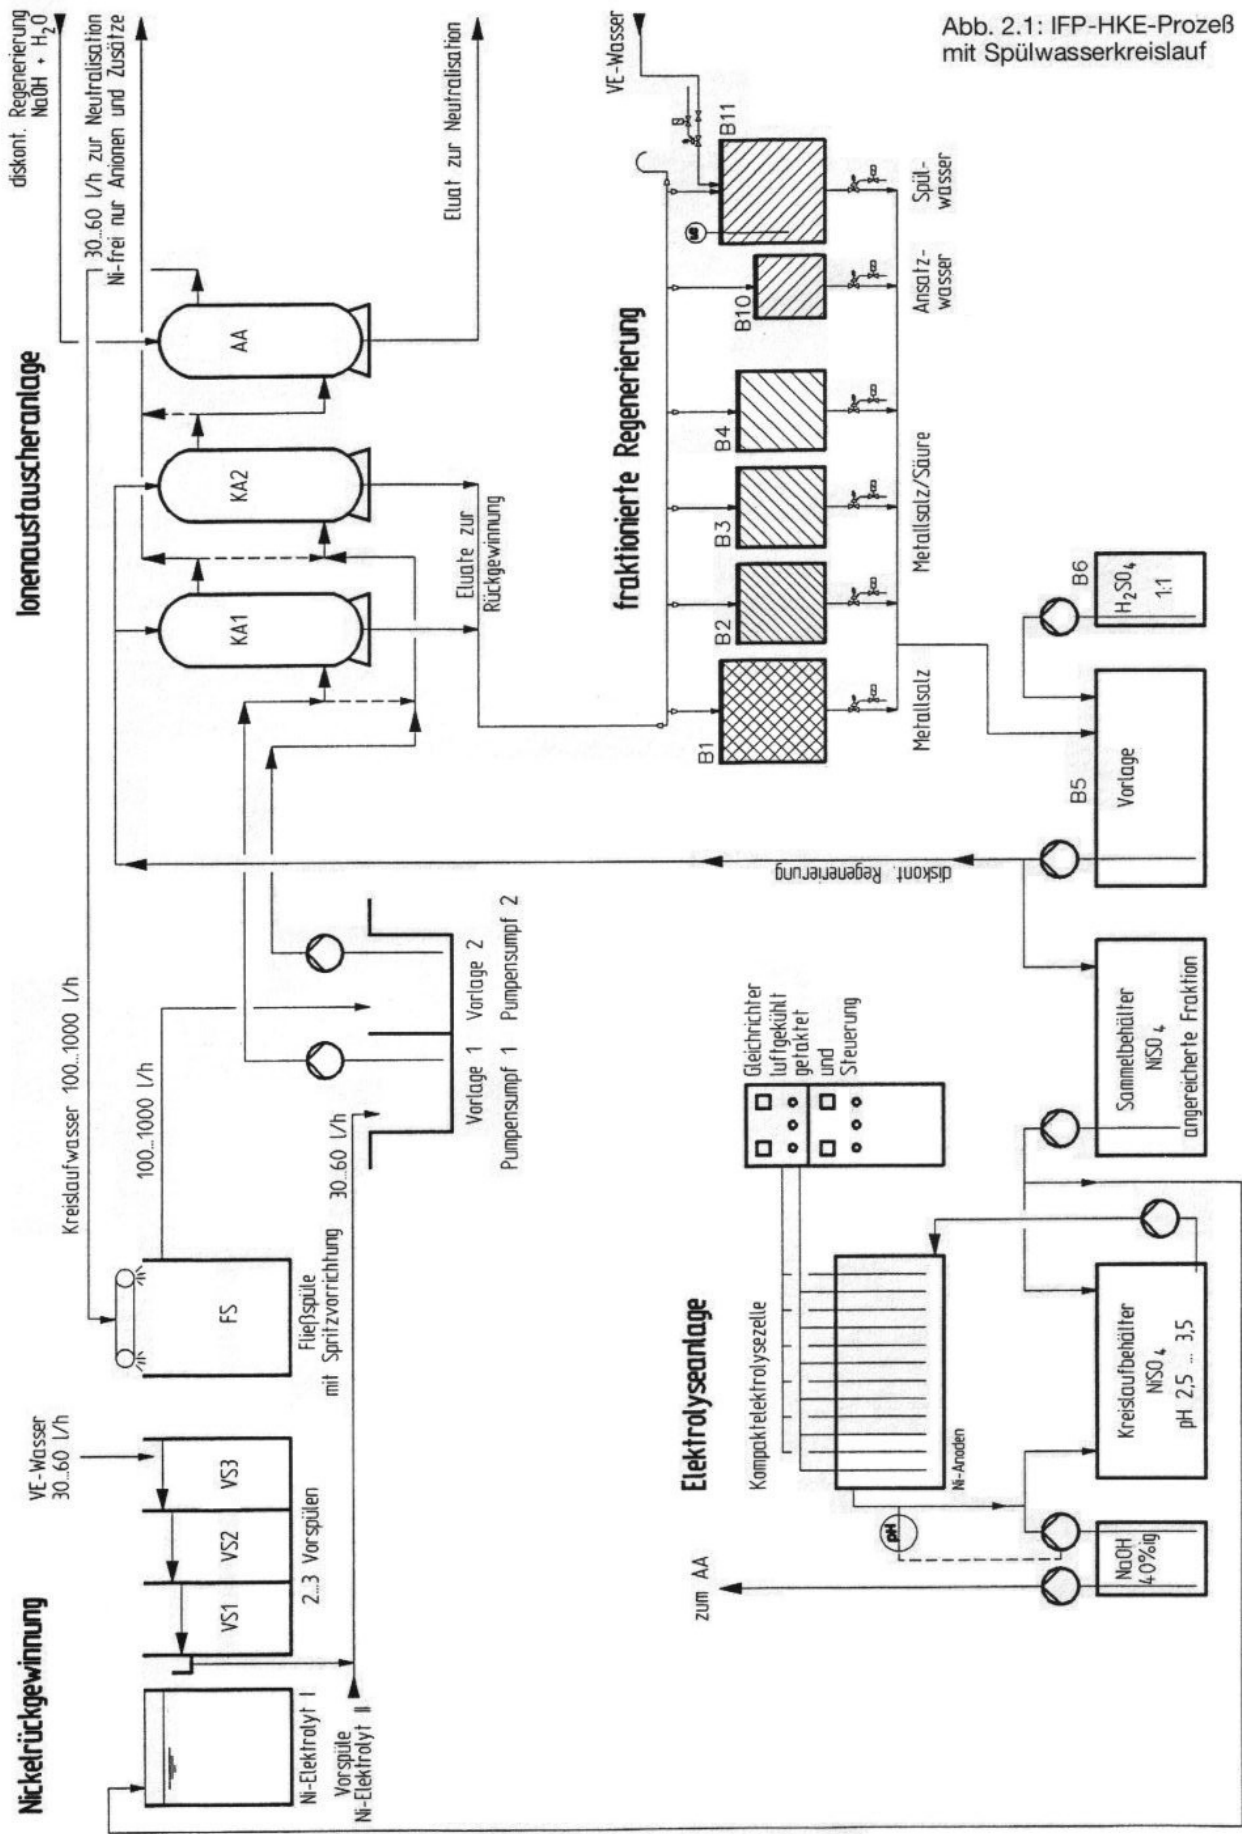 Abb. 2.1: IFP-HKE-Prozeß
mit Spülwasserkreislauf
Nickelrückgewinnung
Ni-Elektrolyt I
Vorspüle
Ni-Elektrolyt II
VE-Wasser
30...60 l/h
VS1
VS2
VS3
2...3 Vorspülen
FS
Fließspüle
mit Spritzvorrichtung
30...60 l/h
Kreislaufwasser 100...1000 l/h
100...1000 l/h
Vorlage 1
Pumpensumpf 1
Vorlage 2
Pumpensumpf 2
Ionenaustauscheranlage
KA1
KA2
AA
diskont. Regenerierung
NaOH + H₂O
30...60 l/h zur Neutralisation
Ni-frei nur Anionen und Zusätze
Eluat zur Neutralisation
Eluate zur
Rückgewinnung
fraktionierte Regenerierung
VE-Wasser
B1
B2
B3
B4
B10
B11
Metallsalz
Metallsalz/Säure
Ansatz-
wasser
Spül-
wasser
diskont. Regenerierung
B5
Vorlage
B6
H₂SO₄
1:1
Elektrolyseanlage
Kompaktelektrolysezelle
Gleichrichter
luftgekühlt
getaktet
und
Steuerung
Ni-Anoden
pH
zum AA
NaOH
40%ig
Kreislaufbehälter
NiSO₄
pH 2,5 ... 3,5
Sammelbehälter
NiSO₄
angereicherte Fraktion